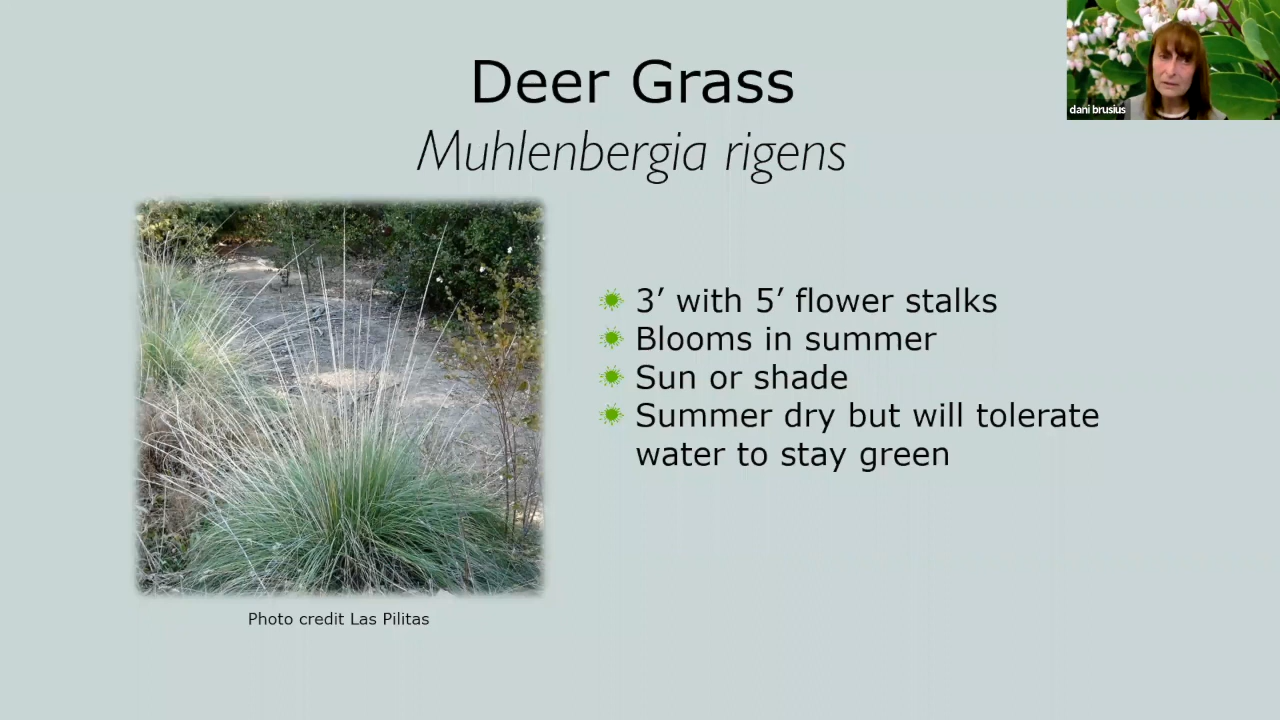 Deer Grass
Muhlenbergia rigens
dani brusius
3’ with 5’ flower stalks
Blooms in summer
Sun or shade
Summer dry but will tolerate
water to stay green
Photo credit Las Pilitas